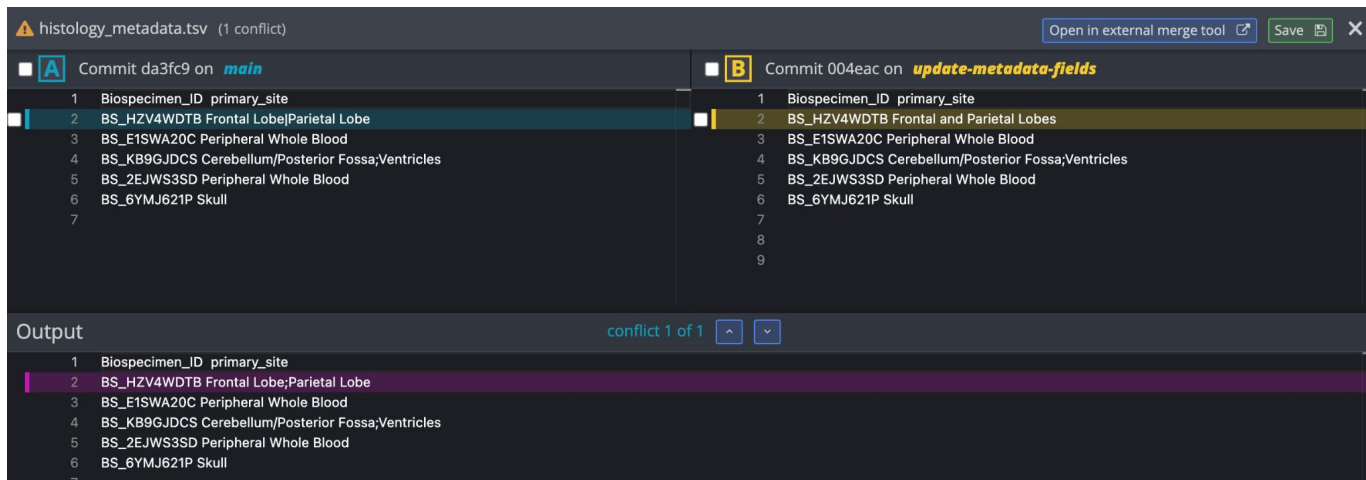 histology_metadata.tsv (1 conflict) Open in external merge tool Save
A Commit da3fc9 on main
1 Biospecimen_ID primary_site
2 BS_HZV4WDTB Frontal Lobe|Parietal Lobe
3 BS_E1SWA20C Peripheral Whole Blood
4 BS_KB9GJDCS Cerebellum/Posterior Fossa;Ventricles
5 BS_2EJWS3SD Peripheral Whole Blood
6 BS_6YMJ621P Skull
7
B Commit 004eac on update-metadata-fields
1 Biospecimen_ID primary_site
2 BS_HZV4WDTB Frontal and Parietal Lobes
3 BS_E1SWA20C Peripheral Whole Blood
4 BS_KB9GJDCS Cerebellum/Posterior Fossa;Ventricles
5 BS_2EJWS3SD Peripheral Whole Blood
6 BS_6YMJ621P Skull
7
8
9
Output conflict 1 of 1
1 Biospecimen_ID primary_site
2 BS_HZV4WDTB Frontal Lobe;Parietal Lobe
3 BS_E1SWA20C Peripheral Whole Blood
4 BS_KB9GJDCS Cerebellum/Posterior Fossa;Ventricles
5 BS_2EJWS3SD Peripheral Whole Blood
6 BS_6YMJ621P Skull